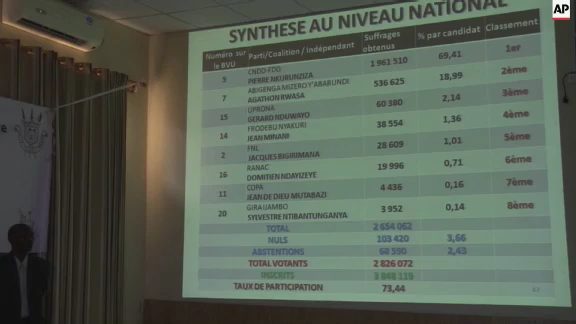 AP
SYNTHESE AU NIVEAU NATIONAL
Numéro sur le BVU Parti/Coalition / Indépendant Suffrages obtenus % par candidat Classement
5 CNDD-FDD PIERRE NKURUNZIZA 1 961 510 69,41 1er
7 ABIGENGA MIZERO Y'ABARUNDI AGATHON RWASA 536 625 18,99 2ème
15 UPRONA GERARD NDUWAYO 60 380 2,14 3ème
14 FRODEBU NYAKURI JEAN MINANI 38 554 1,36 4ème
2 FNL JACQUES BIGIRIMANA 28 609 1,01 5ème
16 RANAC DOMITIEN NDAYIZEYE 19 996 0,71 6ème
11 COPA JEAN DE DIEU MUTABAZI 4 436 0,16 7ème
20 GIRA IJAMBO SYLVESTRE NTIBANTUNGANYA 3 952 0,14 8ème
TOTAL 2 654 062
NULS 103 420 3,66
ABSTENTIONS 68 590 2,43
TOTAL VOTANTS 2 826 072
INSCRITS 3 848 119
TAUX DE PARTICIPATION 73,44